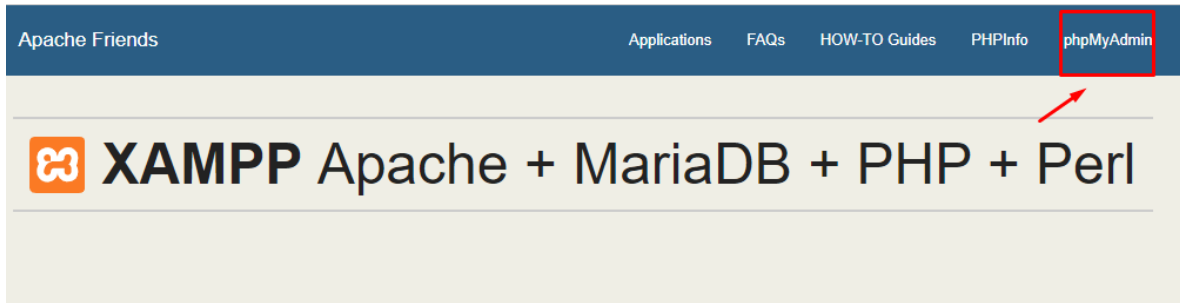 Apache Friends Applications FAQs HOW-TO Guides PHPInfo phpMyAdmin
XAMPP Apache + MariaDB + PHP + Perl